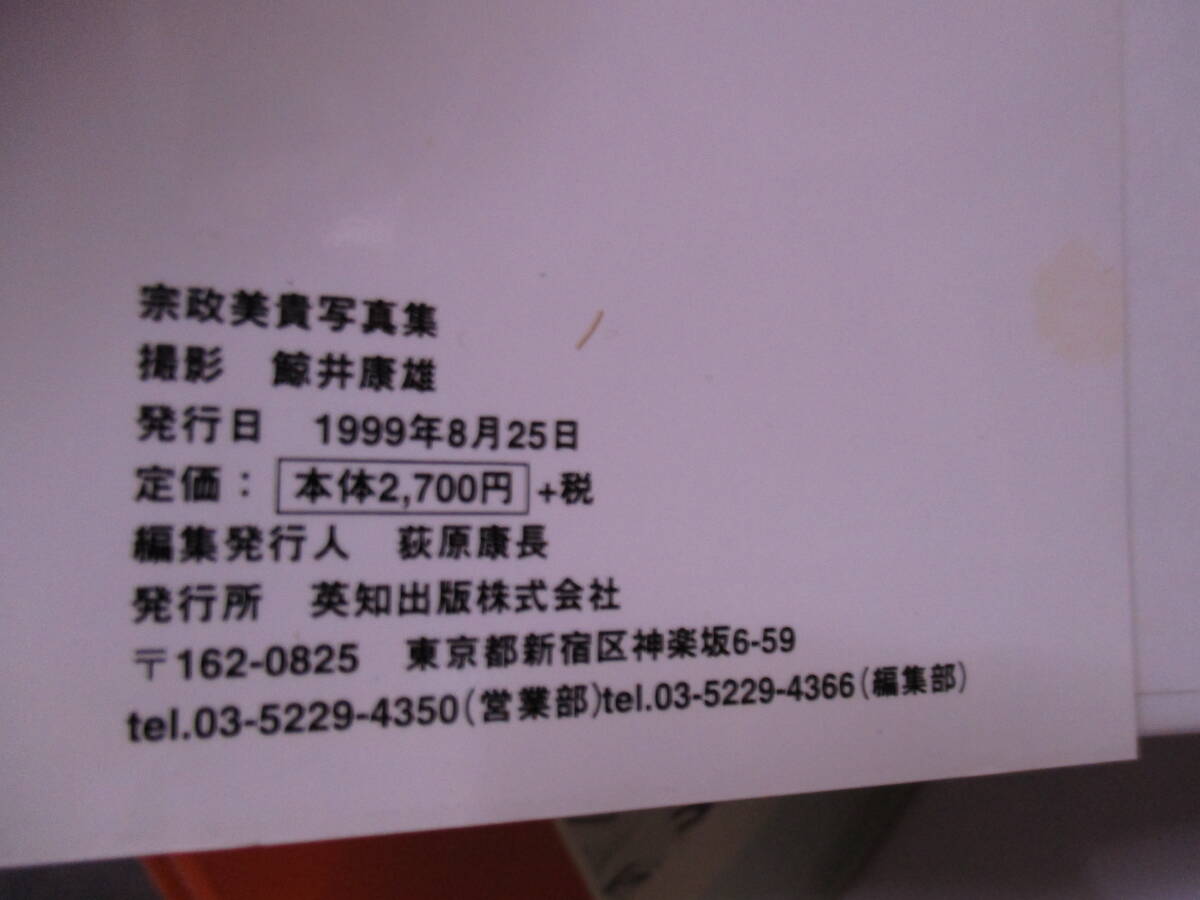 宗政美貴写真集
撮影　鯨井康雄
発行日　1999年8月25日
定価：本体2,700円+税
編集発行人　荻原康長
発行所　英知出版株式会社
〒162-0825　東京都新宿区神楽坂6-59
tel.03-5229-4350(営業部)tel.03-5229-4366(編集部)